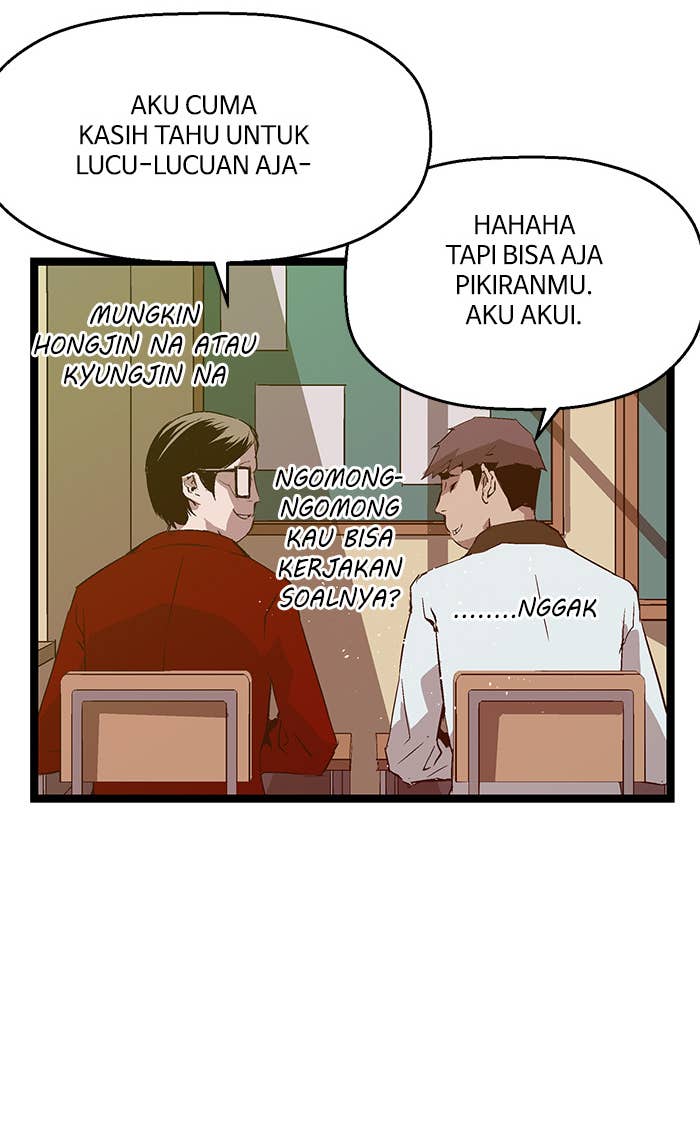 AKU CUMA
KASIH TAHU UNTUK
LUCU-LUCUAN AJA-
HAHAHA
TAPI BISA AJA
PIKIRANMU.
AKU AKUI.
MUNGKIN
HONGJIN NA ATAU
KYUNGJIN NA
NGOMONG-
NGOMONG
KAU BISA
KERJAKAN
SOALNYA?
........NGGAK